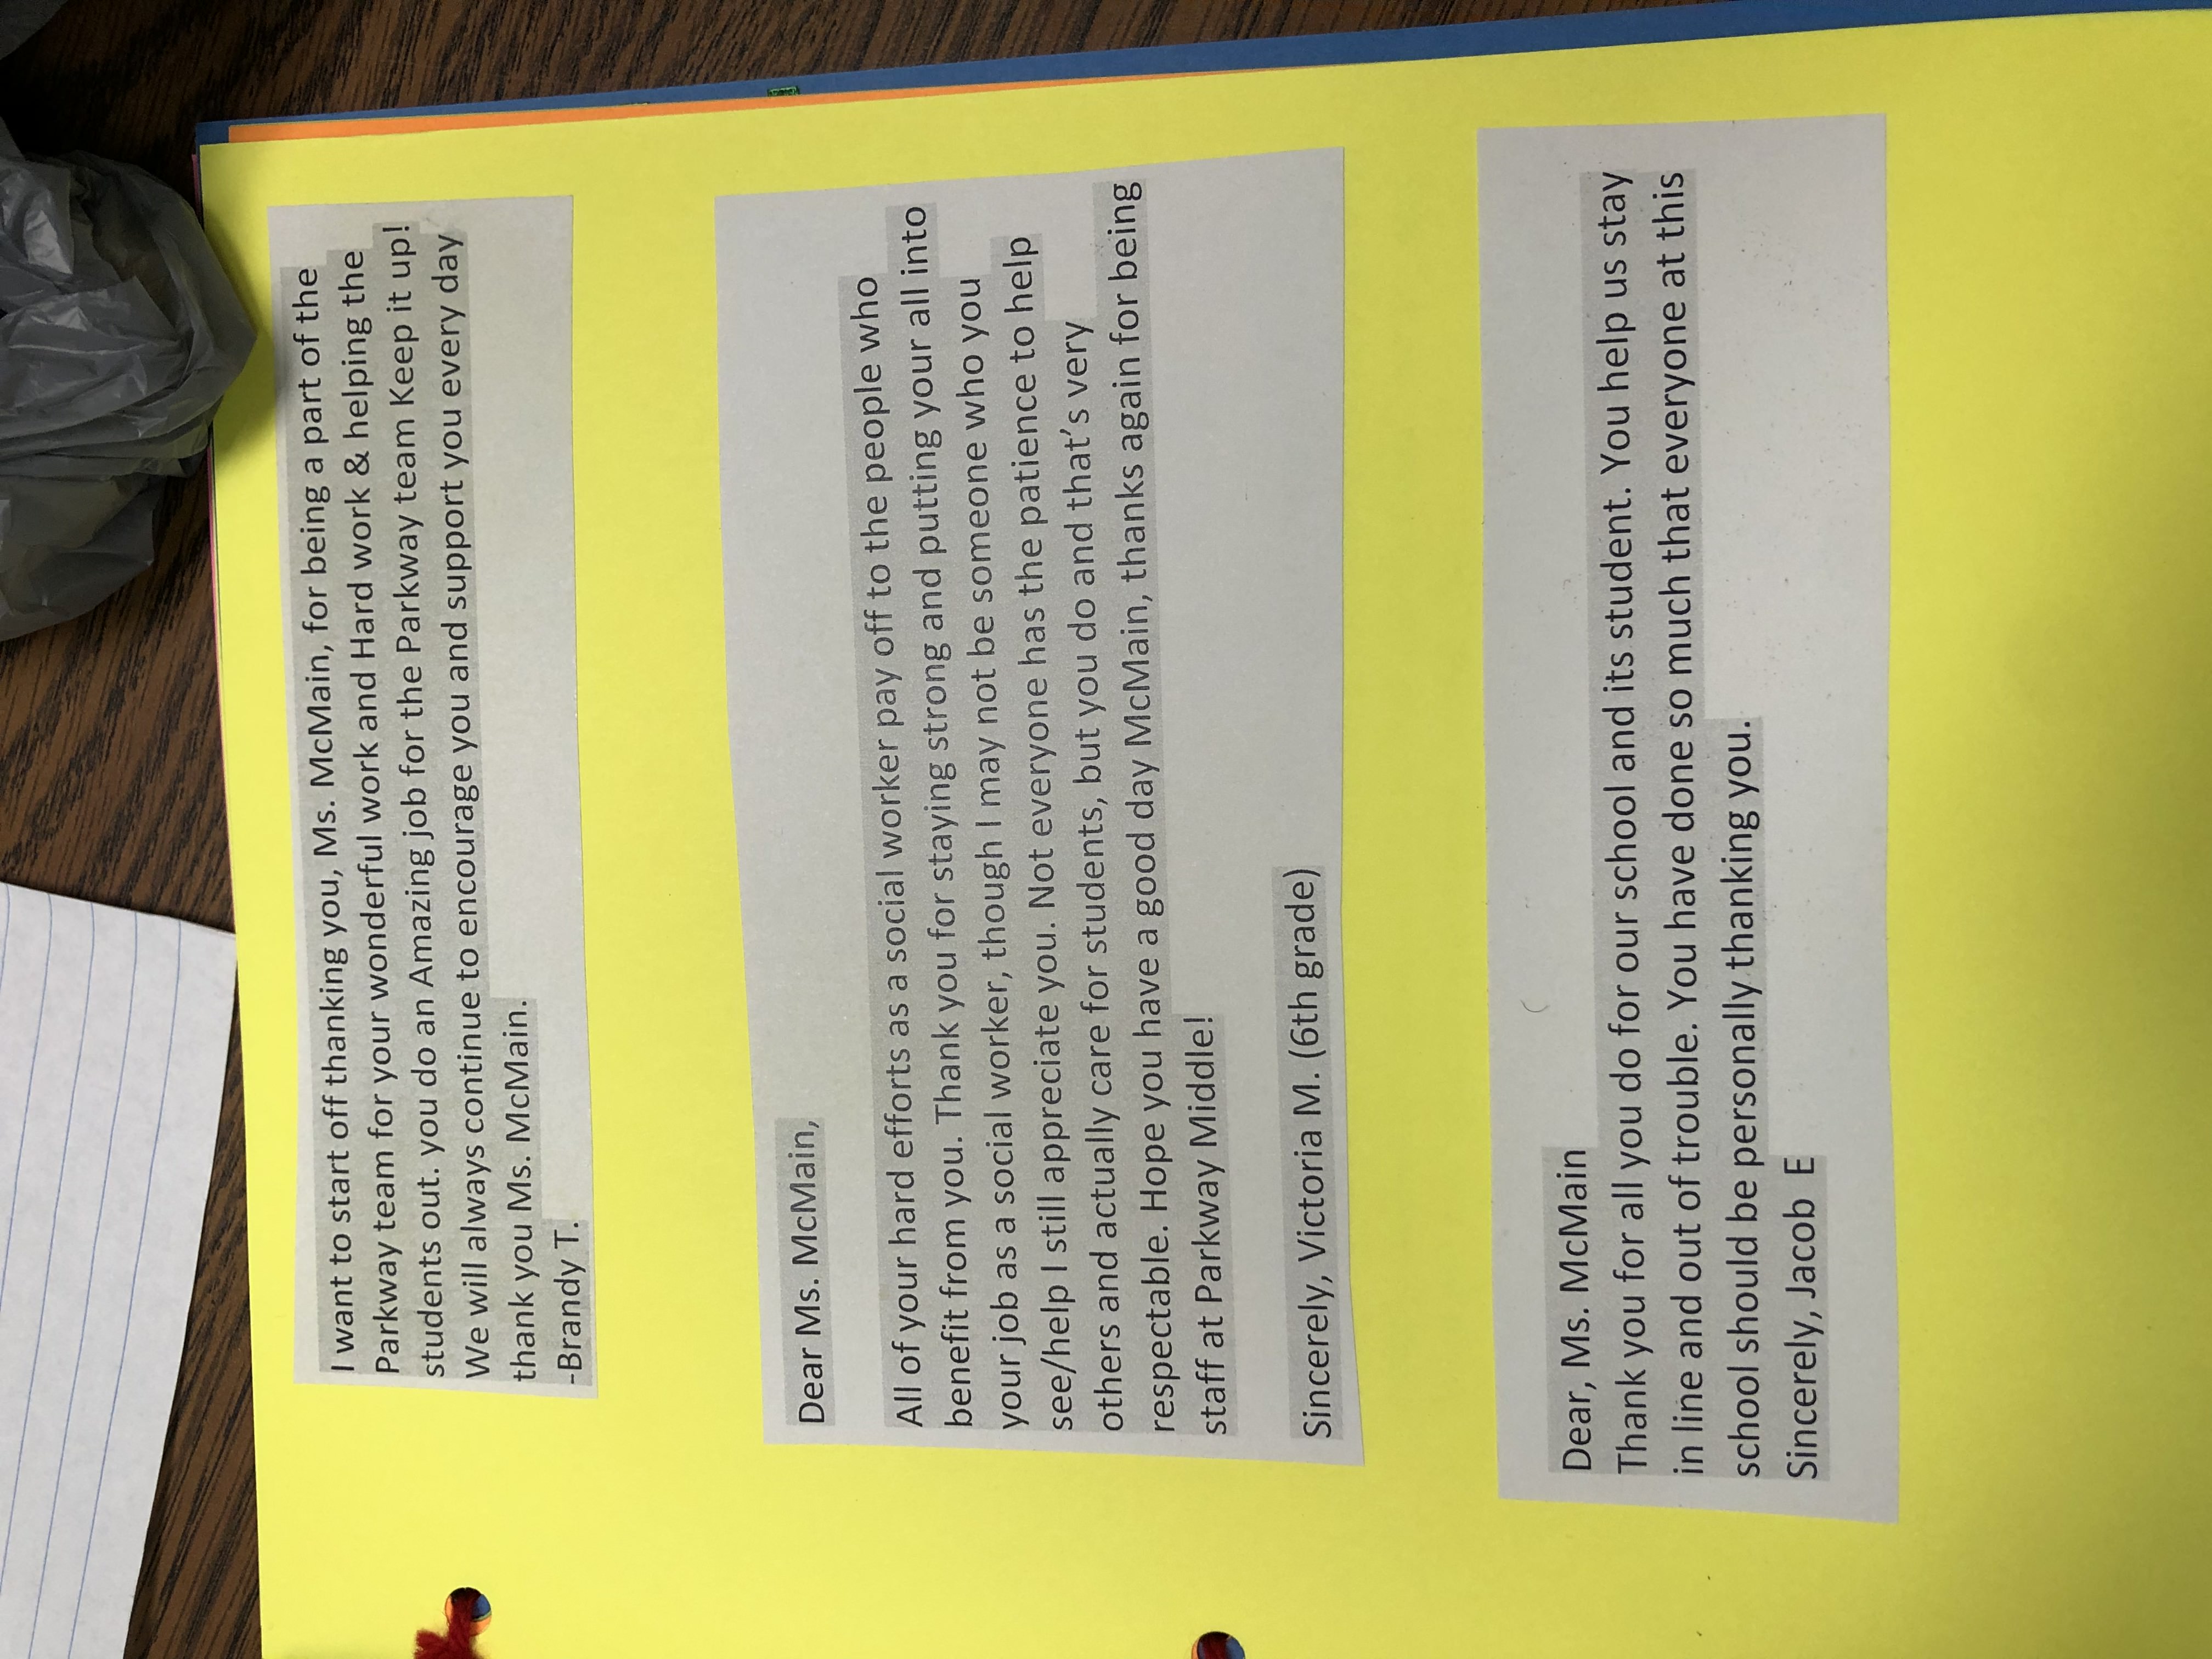 I want to start off thanking you, Ms. McMain, for being a part of the
Parkway team for your wonderful work and Hard work & helping the
students out. you do an Amazing job for the Parkway team Keep it up!
We will always continue to encourage you and support you every day
thank you Ms. McMain.
-Brandy T.
Dear Ms. McMain,
All of your hard efforts as a social worker pay off to the people who
benefit from you. Thank you for staying strong and putting your all into
your job as a social worker, though I may not be someone who you
see/help I still appreciate you. Not everyone has the patience to help
others and actually care for students, but you do and that's very
respectable. Hope you have a good day McMain, thanks again for being
staff at Parkway Middle!
Sincerely, Victoria M. (6th grade)
Dear, Ms. McMain
Thank you for all you do for our school and its student. You help us stay
in line and out of trouble. You have done so much that everyone at this
school should be personally thanking you.
Sincerely, Jacob  E